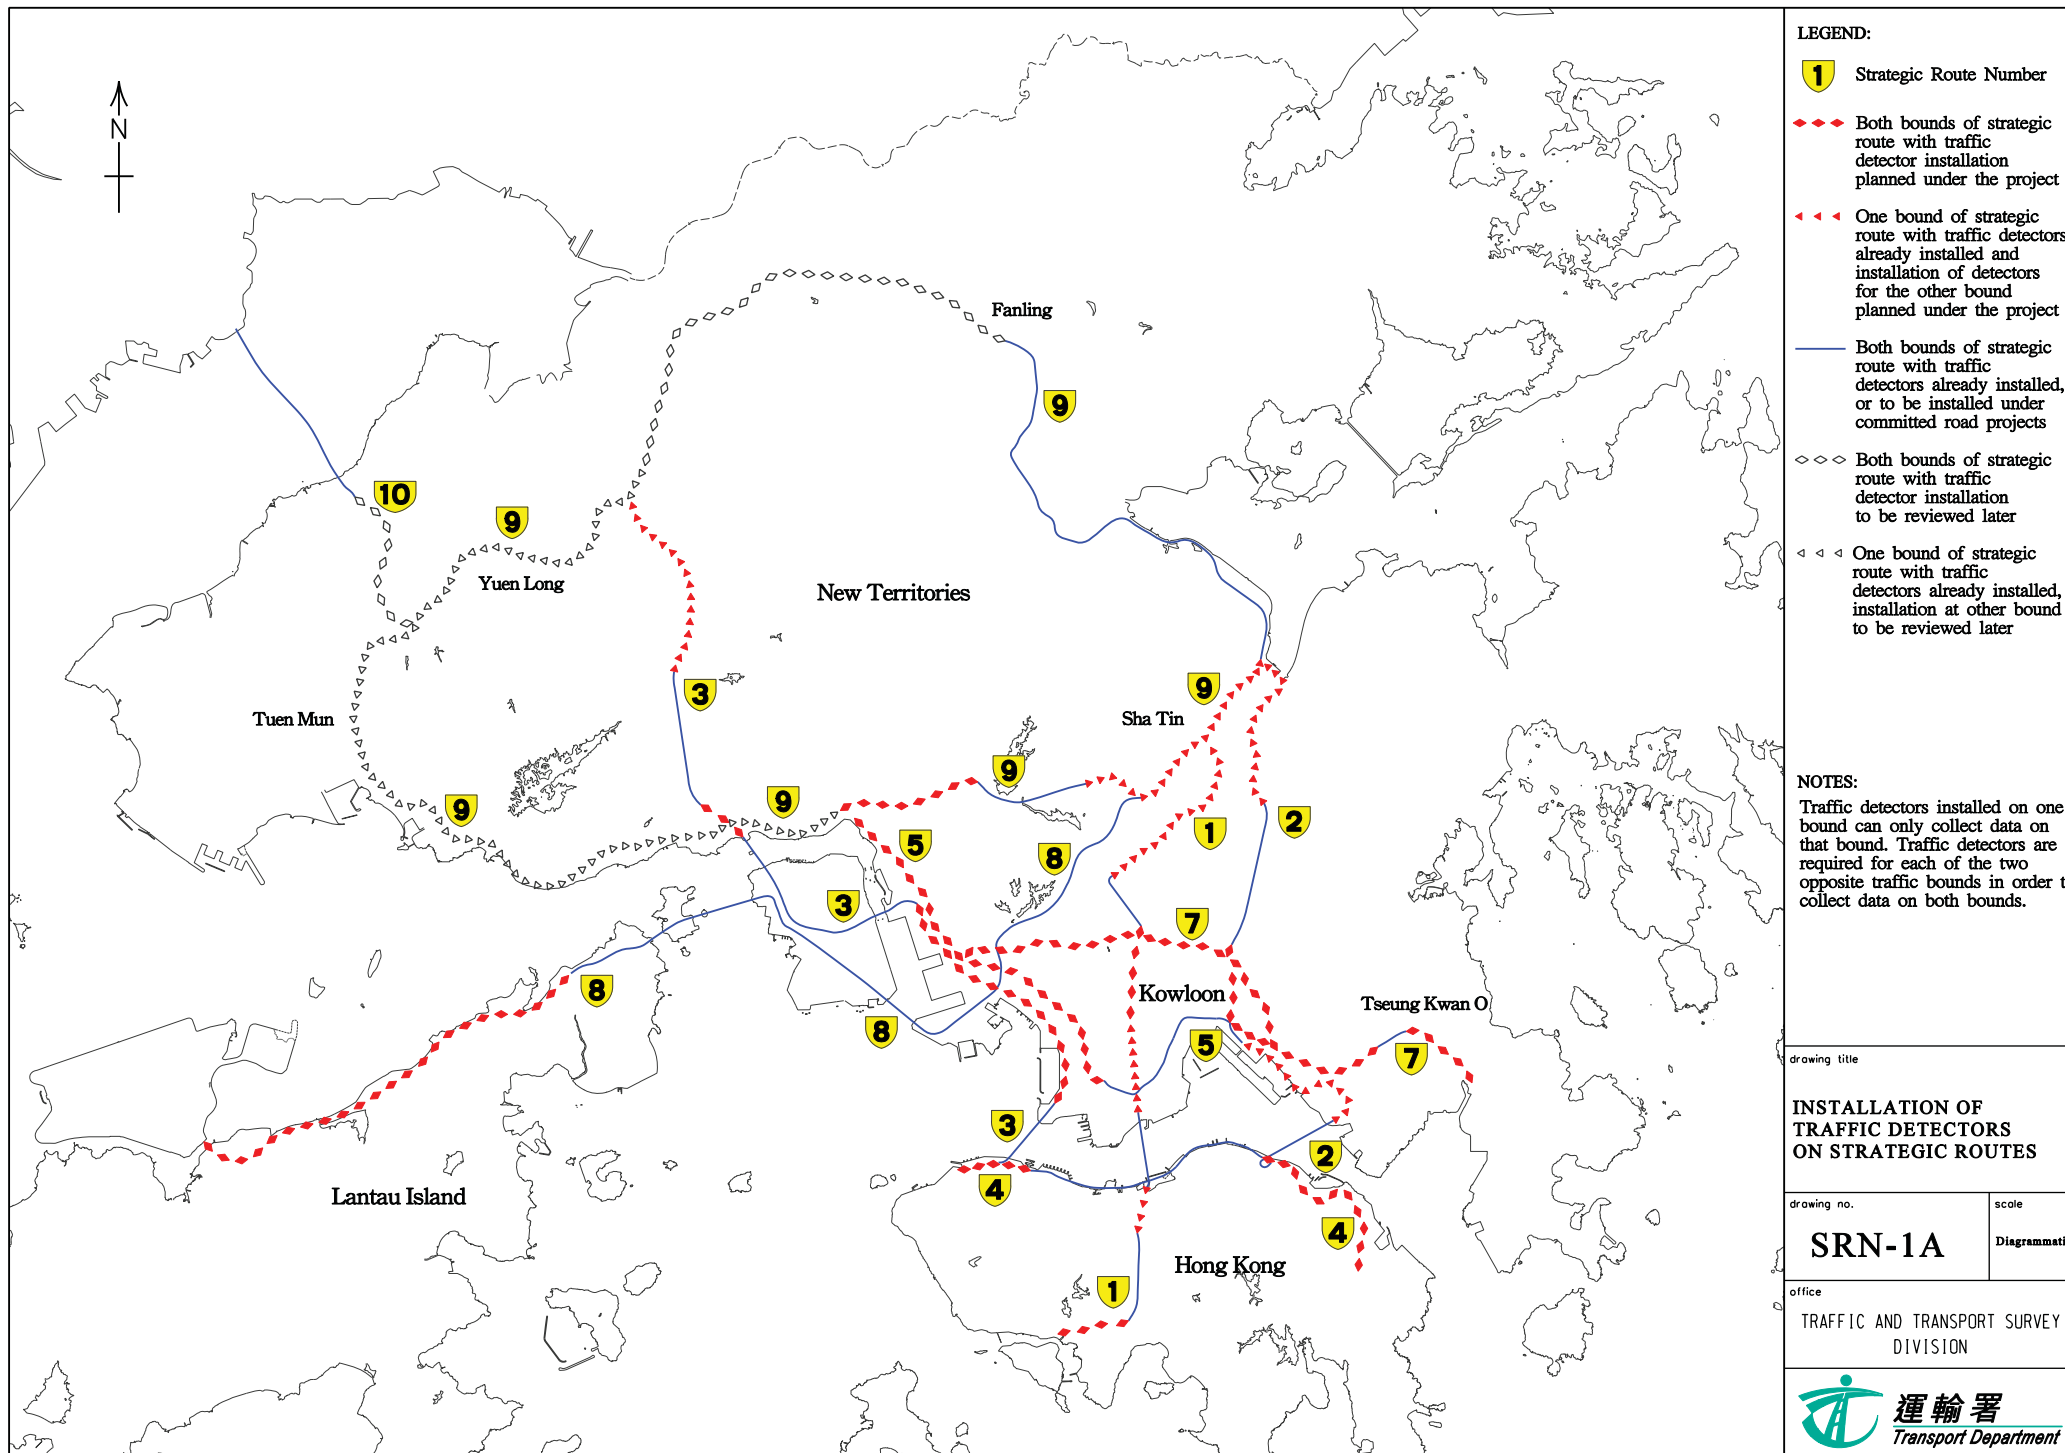 N
Fanling
9
10
9
Yuen Long
New Territories
3
9
Tuen Mun
Sha Tin
9
9
9
1
2
5
8
3
7
8
Kowloon
Tseung Kwan O
8
5
7
3
2
4
4
Lantau Island
Hong Kong
1
LEGEND:
1 Strategic Route Number
Both bounds of strategic
route with traffic
detector installation
planned under the project
One bound of strategic
route with traffic detectors
already installed and
installation of detectors
for the other bound
planned under the project
Both bounds of strategic
route with traffic
detectors already installed,
or to be installed under
committed road projects
Both bounds of strategic
route with traffic
detector installation
to be reviewed later
One bound of strategic
route with traffic
detectors already installed,
installation at other bound
to be reviewed later
NOTES:
Traffic detectors installed on one
bound can only collect data on
that bound. Traffic detectors are
required for each of the two
opposite traffic bounds in order t
collect data on both bounds.
drawing title
INSTALLATION OF
TRAFFIC DETECTORS
ON STRATEGIC ROUTES
drawing no.
SRN-1A
scale
Diagrammati
office
TRAFFIC AND TRANSPORT SURVEY
DIVISION
運輸署
Transport Department